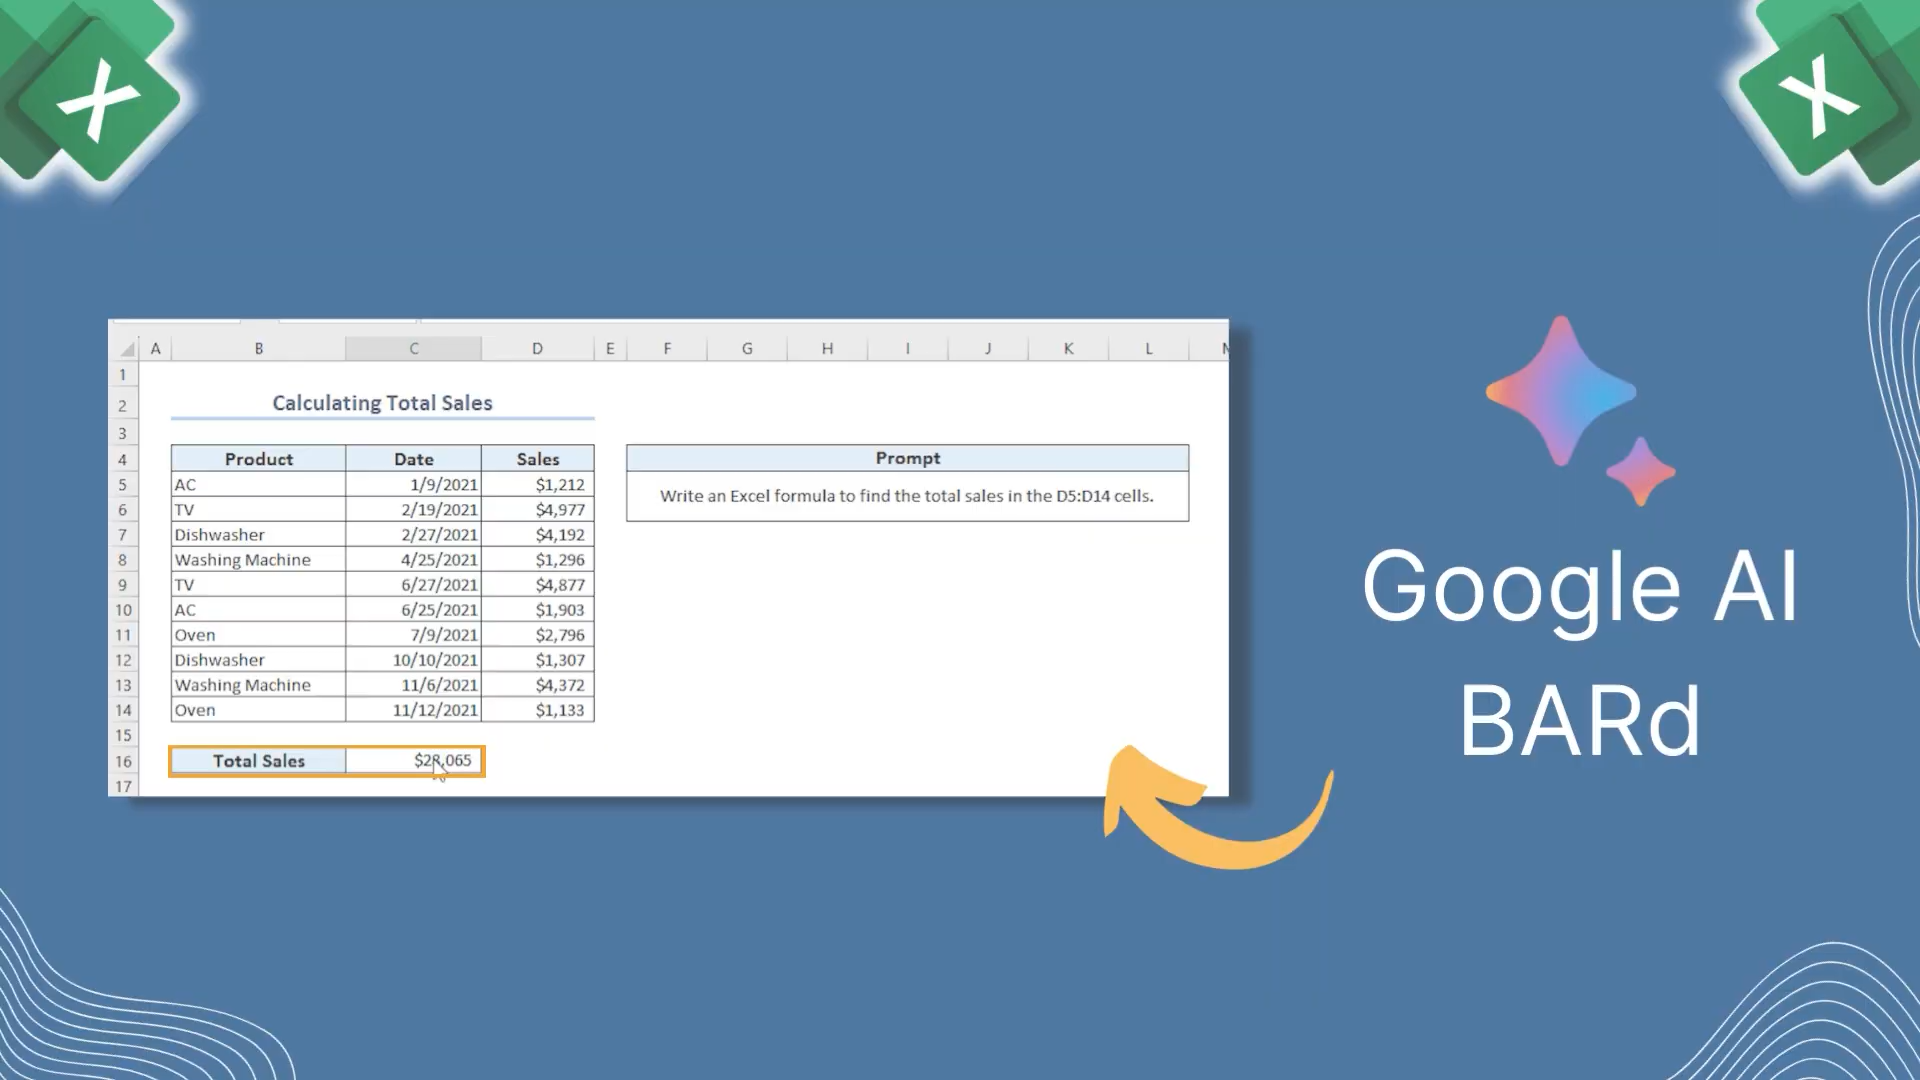 X X
A B C D E F G H I J K L
1
2 Calculating Total Sales
3
4 Product Date Sales Prompt
5 AC 1/9/2021 $1,212
Write an Excel formula to find the total sales in the D5:D14 cells.
6 TV 2/19/2021 $4,977
7 Dishwasher 2/27/2021 $4,192
8 Washing Machine 4/25/2021 $1,296
9 TV 6/27/2021 $4,877
10 AC 6/25/2021 $1,903
11 Oven 7/9/2021 $2,796
12 Dishwasher 10/10/2021 $1,307
13 Washing Machine 11/6/2021 $4,372
14 Oven 11/12/2021 $1,133
15
16 Total Sales $28,065
17
Google AI
BARd